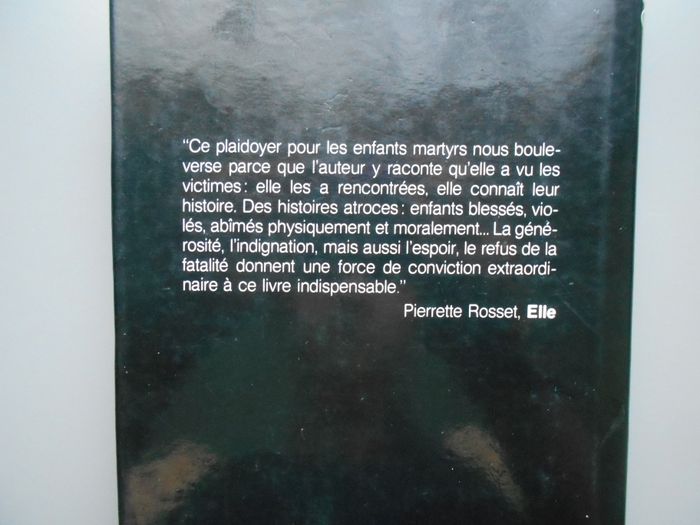 "Ce plaidoyer pour les enfants martyrs nous boule-
verse parce que l'auteur y raconte qu'elle a vu les
victimes : elle les a rencontrées, elle connaît leur
histoire. Des histoires atroces : enfants blessés, vio-
lés, abîmés physiquement et moralement... La géné-
rosité, l'indignation, mais aussi l'espoir, le refus de la
fatalité donnent une force de conviction extraordi-
naire à ce livre indispensable."
Pierrette Rosset, Elle